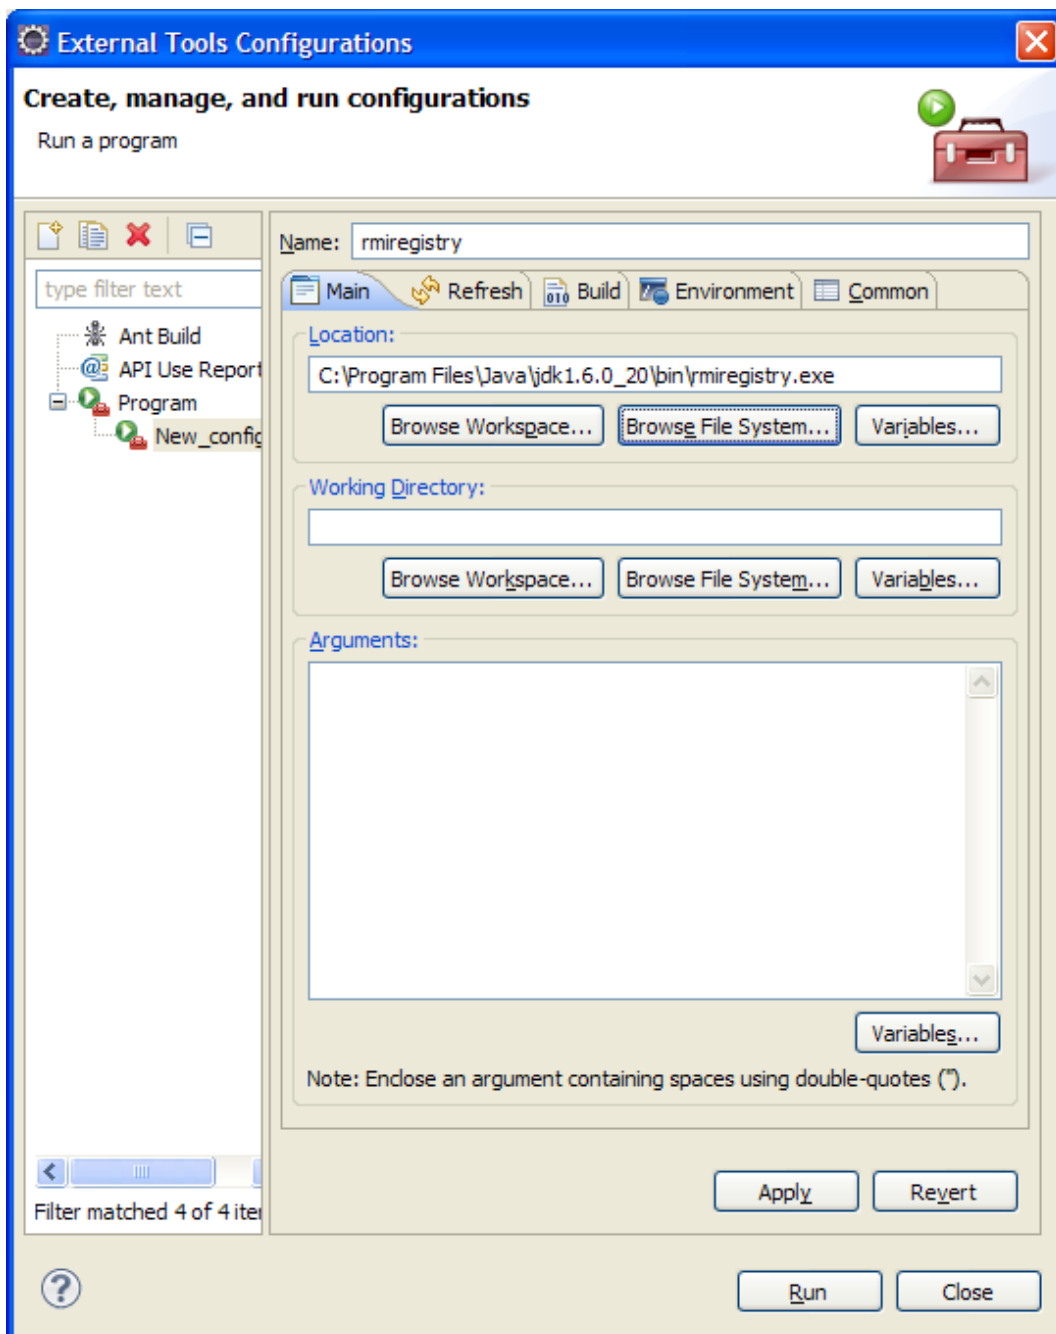 External Tools Configurations
Create, manage, and run configurations
Run a program
type filter text
Ant Build
API Use Report
Program
New_config
Filter matched 4 of 4 iter
Name: rmiregistry
Main Refresh Build Environment Common
Location:
C:\Program Files\Java\jdk1.6.0_20\bin\rmiregistry.exe
Browse Workspace... Browse File System... Variables...
Working Directory:
Browse Workspace... Browse File System... Variables...
Arguments:
Variables...
Note: Enclose an argument containing spaces using double-quotes (").
Apply Revert
Run Close